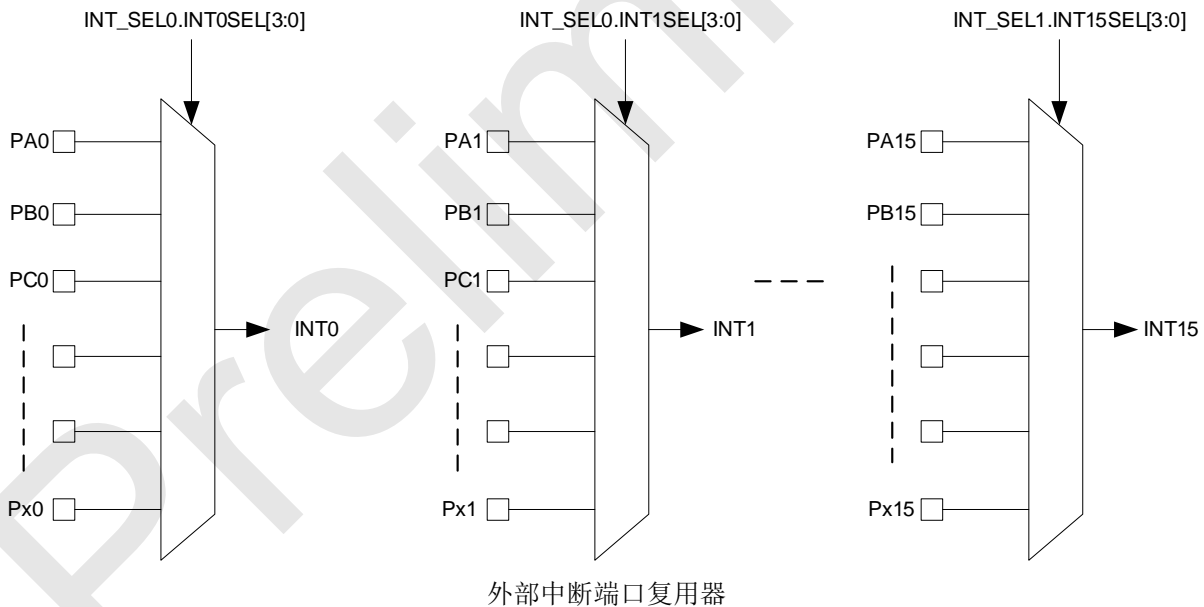 INT_SEL0.INT0SEL[3:0]
INT_SEL0.INT1SEL[3:0]
INT_SEL1.INT15SEL[3:0]
PA0
PB0
PC0
Px0
INT0
PA1
PB1
PC1
Px1
INT1
PA15
PB15
Px15
INT15
外部中断端口复用器
Prelim